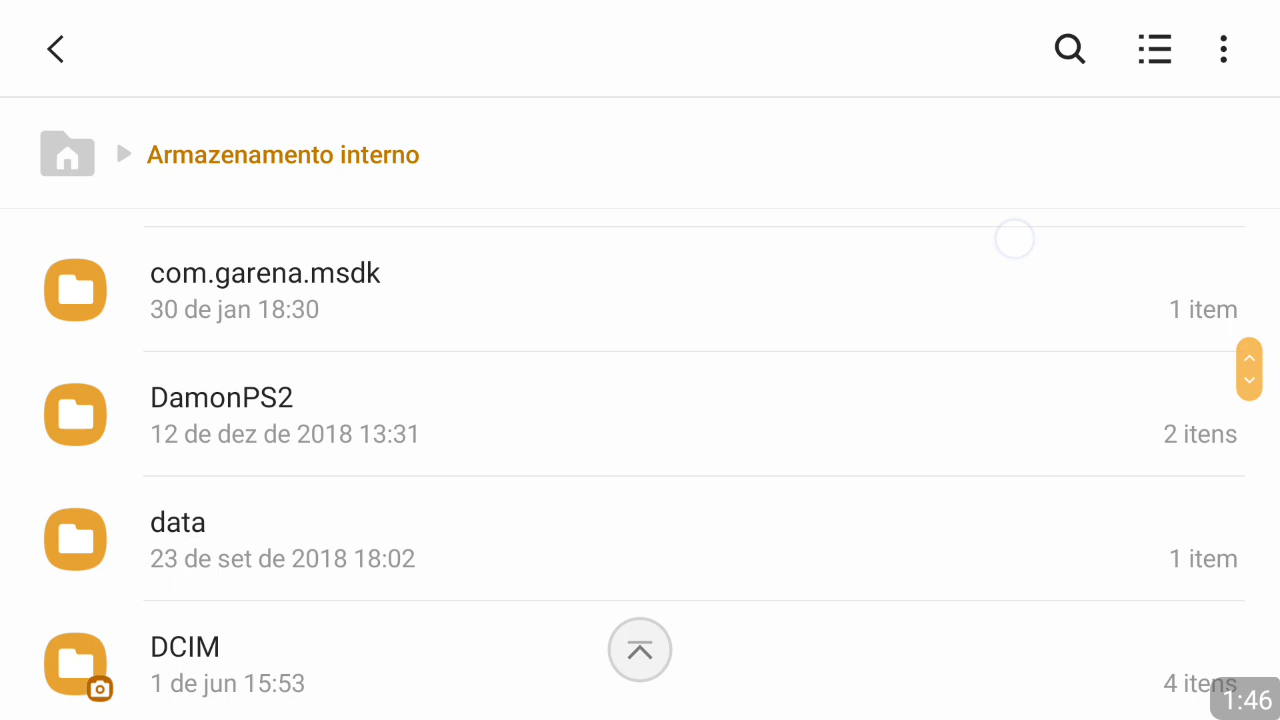 Armazenamento interno
com.garena.msdk
30 de jan 18:30
1 item
DamonPS2
12 de dez de 2018 13:31
2 itens
data
23 de set de 2018 18:02
1 item
DCIM
1 de jun 15:53
4 itens
1:46